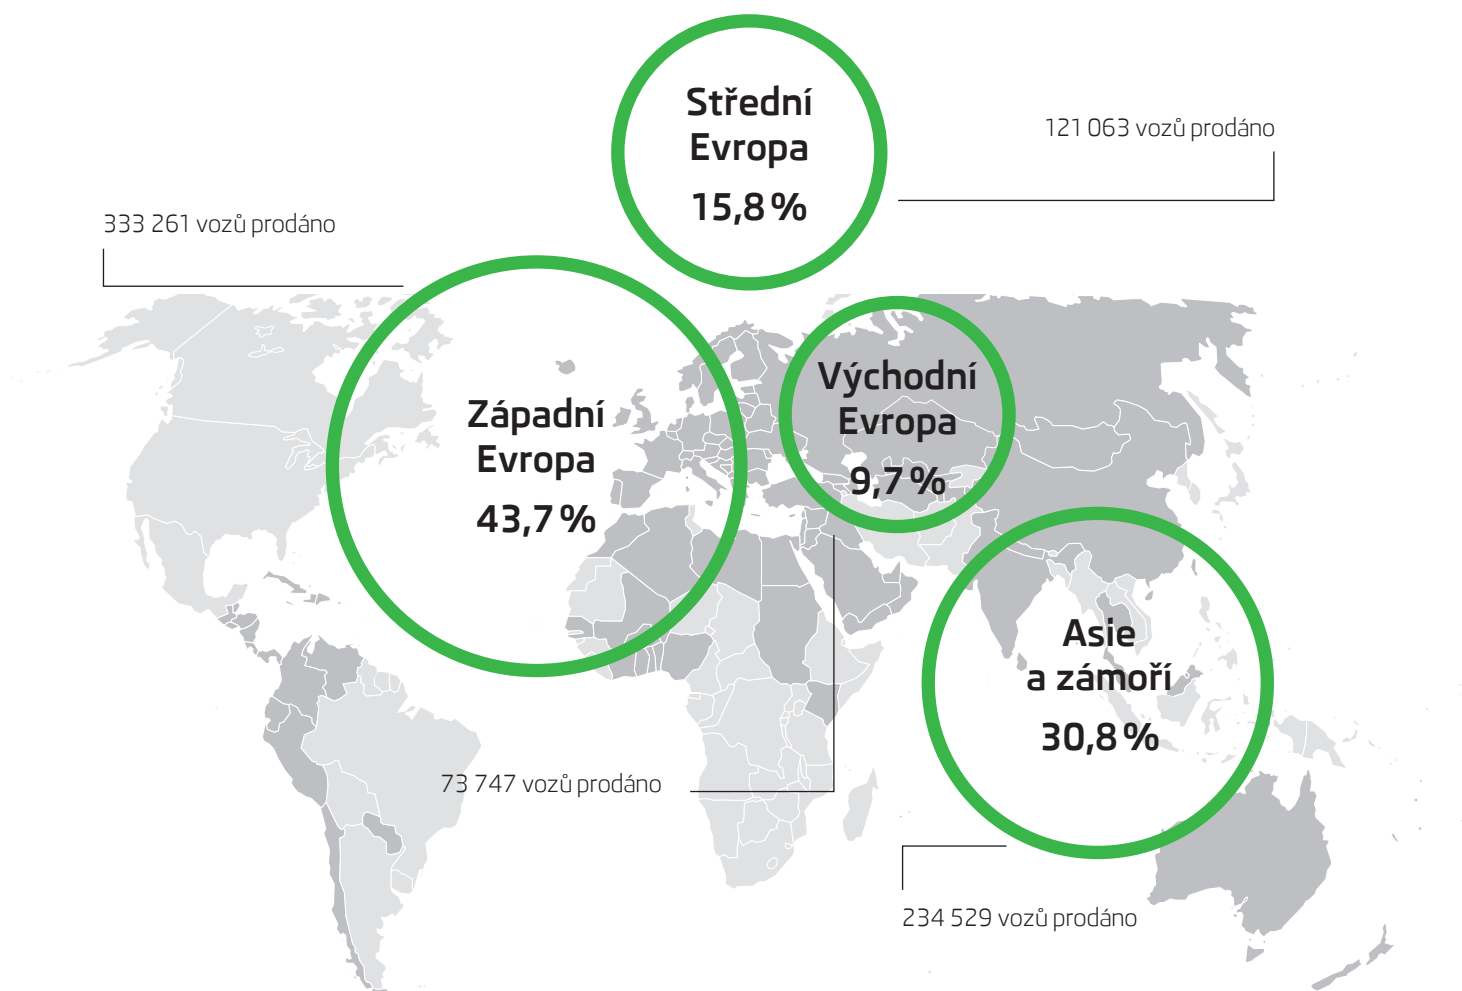 Střední
Evropa
15,8 %
121 063 vozů prodáno
333 261 vozů prodáno
Západní
Evropa
43,7 %
Východní
Evropa
9,7 %
Asie
a zámoří
30,8 %
73 747 vozů prodáno
234 529 vozů prodáno